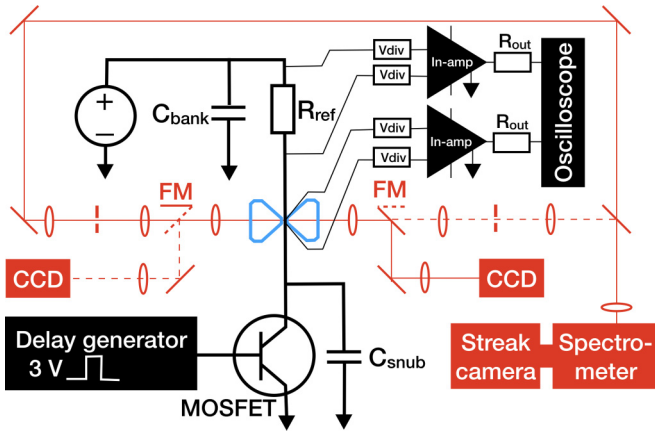 Vdiv
Vdiv
In-amp
Rout
Cbank
Rref
Vdiv
Vdiv
In-amp
Rout
Oscilloscope
FM
FM
CCD
CCD
Delay generator
3 V
MOSFET
Csnub
Streak
camera
Spectro-
meter